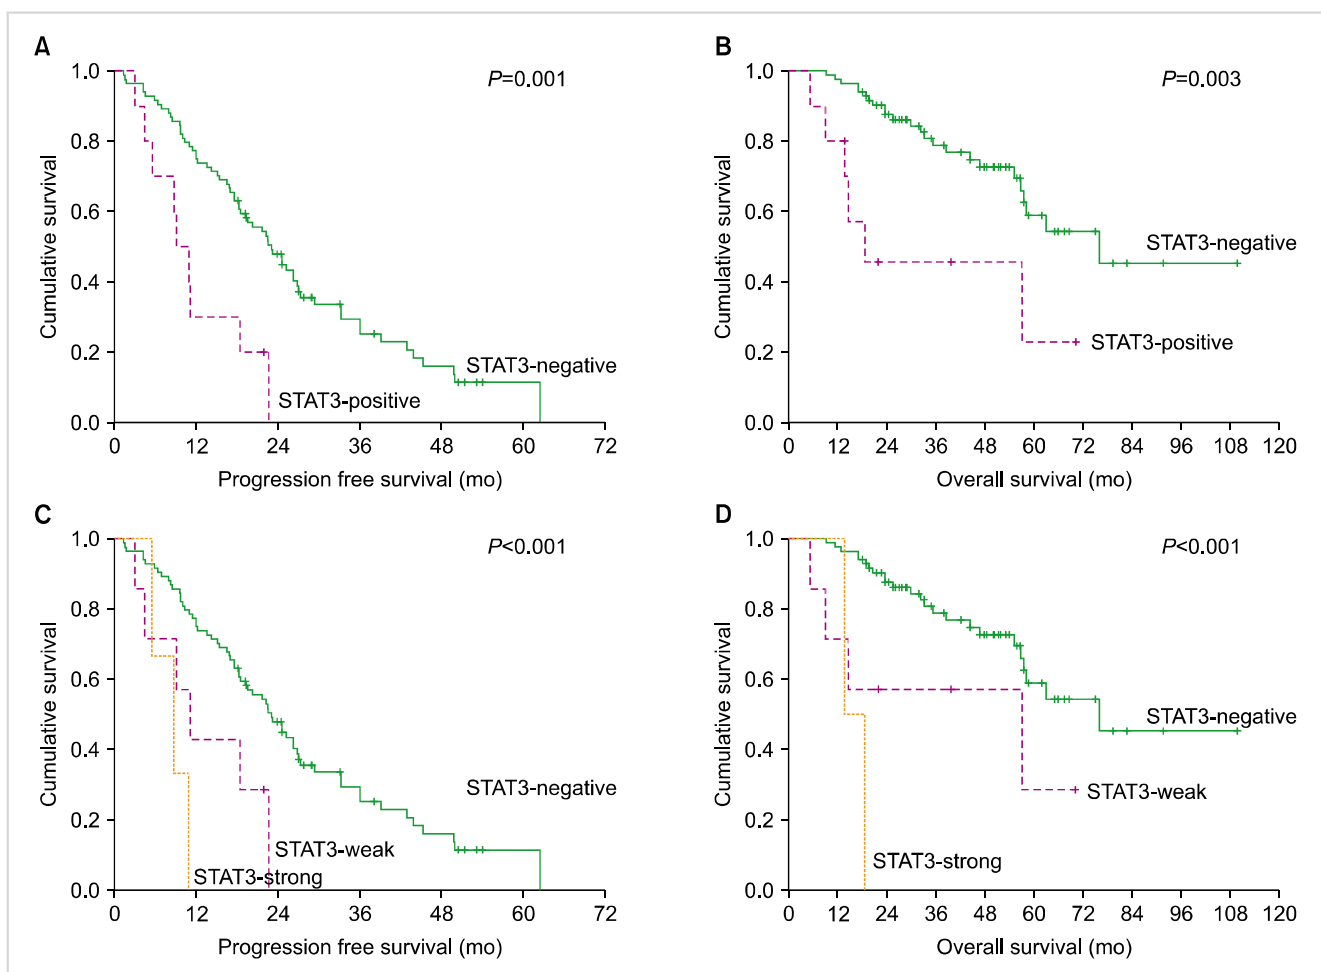 A
P=0.001
Cumulative survival
1.0
0.8
0.6
0.4
0.2
0.0
STAT3-negative
STAT3-positive
0 12 24 36 48 60 72
Progression free survival (mo)
B
P=0.003
Cumulative survival
1.0
0.8
0.6
0.4
0.2
0.0
STAT3-negative
STAT3-positive
0 12 24 36 48 60 72 84 96 108 120
Overall survival (mo)
C
P<0.001
Cumulative survival
1.0
0.8
0.6
0.4
0.2
0.0
STAT3-negative
STAT3-weak
STAT3-strong
0 12 24 36 48 60 72
Progression free survival (mo)
D
P<0.001
Cumulative survival
1.0
0.8
0.6
0.4
0.2
0.0
STAT3-negative
STAT3-weak
STAT3-strong
0 12 24 36 48 60 72 84 96 108 120
Overall survival (mo)